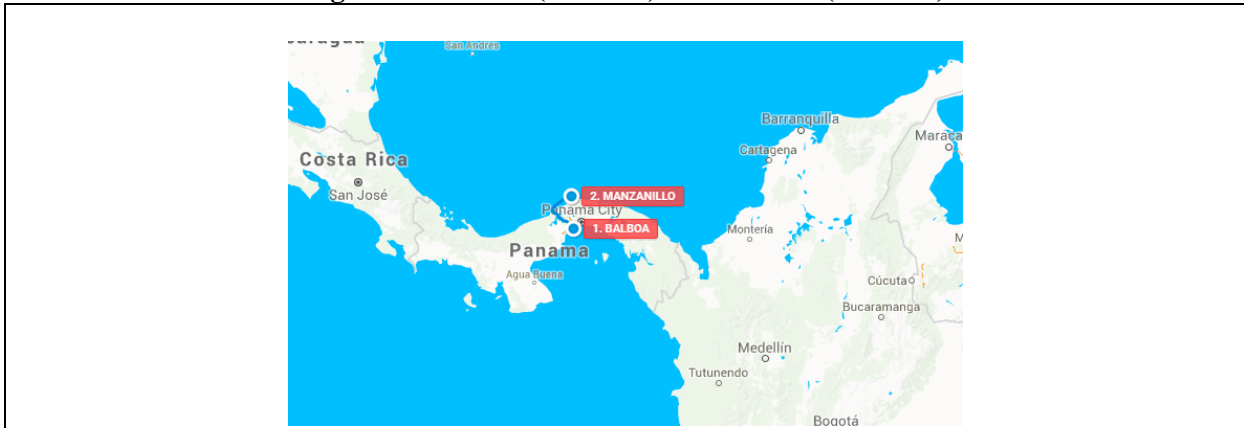 San Andres
Barranquilla
Maraca
Cartagena
Costa Rica
San José
2. MANZANILLO
Panama City
1. BALBOA
Montería
M
Panama
Agua Buena
Cúcuta
Bucaramanga
Medellín
Tutunendo
Bogotá